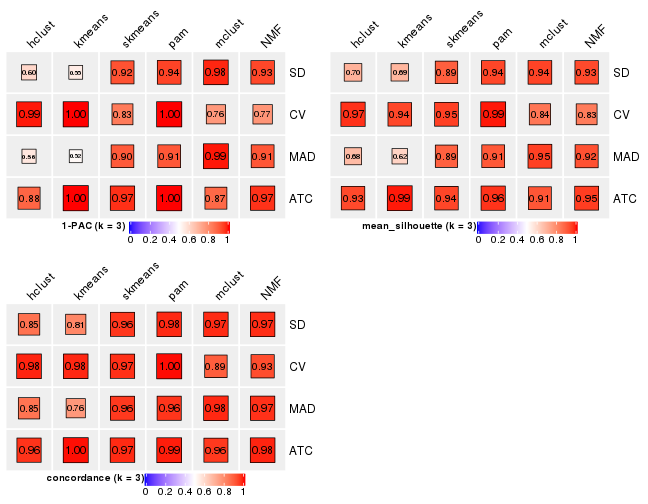 hclust kmeans skmeans pam mclust NMF
0.60 0.55 0.92 0.94 0.98 0.93 SD
0.99 1.00 0.83 1.00 0.76 0.77 CV
0.56 0.52 0.90 0.91 0.99 0.91 MAD
0.88 1.00 0.97 1.00 0.87 0.97 ATC
1-PAC (k = 3)
0 0.2 0.4 0.6 0.8 1
hclust kmeans skmeans pam mclust NMF
0.70 0.69 0.89 0.94 0.94 0.93 SD
0.97 0.94 0.95 0.99 0.84 0.83 CV
0.68 0.62 0.89 0.91 0.95 0.92 MAD
0.93 0.99 0.94 0.96 0.91 0.95 ATC
mean_silhouette (k = 3)
0 0.2 0.4 0.6 0.8 1
hclust kmeans skmeans pam mclust NMF
0.85 0.81 0.96 0.98 0.97 0.97 SD
0.98 0.98 0.97 1.00 0.89 0.93 CV
0.85 0.76 0.96 0.96 0.98 0.97 MAD
0.96 1.00 0.97 0.99 0.96 0.98 ATC
concordance (k = 3)
0 0.2 0.4 0.6 0.8 1